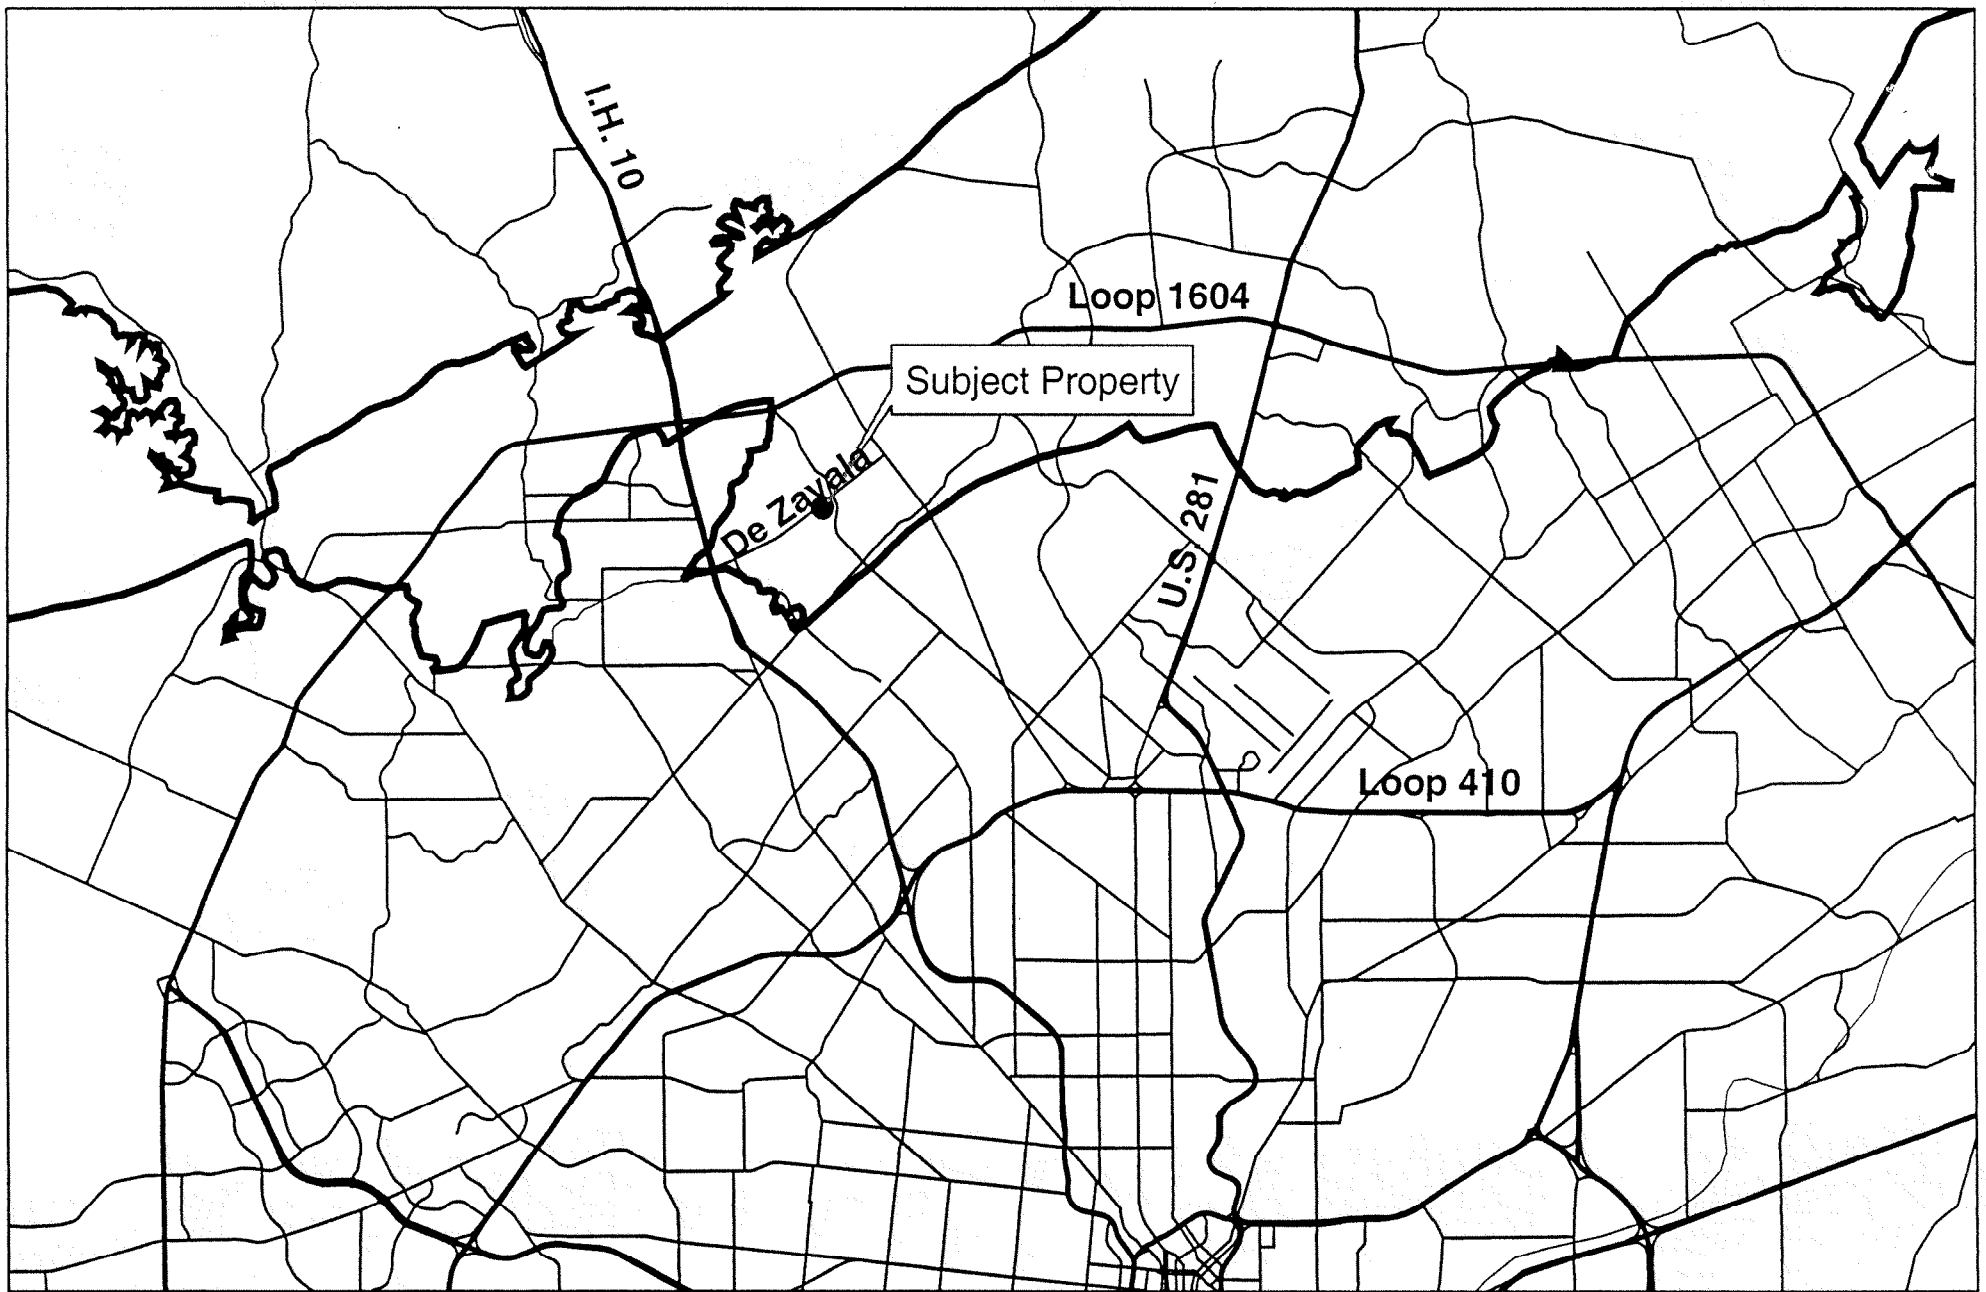 I.H. 10
Loop 1604
Subject Property
De Zavala
U.S. 281
Loop 410